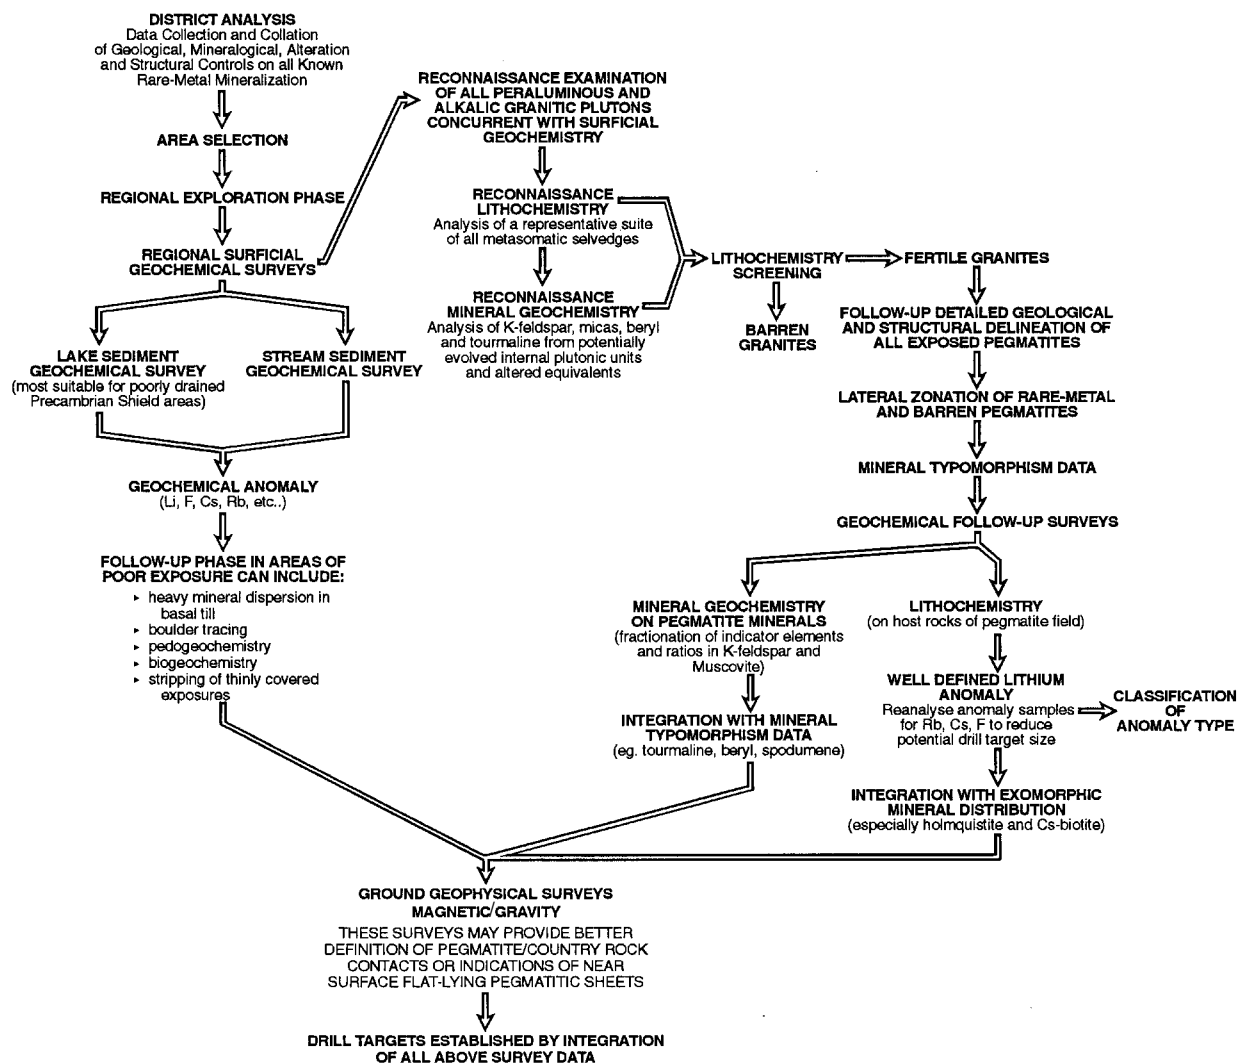 DISTRICT ANALYSIS
Data Collection and Collation
of Geological, Mineralogical, Alteration
and Structural Controls on all Known
Rare-Metal Mineralization
AREA SELECTION
REGIONAL EXPLORATION PHASE
REGIONAL SURFICIAL
GEOCHEMICAL SURVEYS
LAKE SEDIMENT
GEOCHEMICAL SURVEY
(most suitable for poorly drained
Precambrian Shield areas)
STREAM SEDIMENT
GEOCHEMICAL SURVEY
GEOCHEMICAL ANOMALY
(Li, F, Cs, Rb, etc..)
FOLLOW-UP PHASE IN AREAS OF
POOR EXPOSURE CAN INCLUDE:
▸ heavy mineral dispersion in
basal till
▸ boulder tracing
▸ pedogeochemistry
▸ biogeochemistry
▸ stripping of thinly covered
exposures
RECONNAISSANCE EXAMINATION
OF ALL PERALUMINOUS AND
ALKALIC GRANITIC PLUTONS
CONCURRENT WITH SURFICIAL
GEOCHEMISTRY
RECONNAISSANCE
LITHOCHEMISTRY
Analysis of a representative suite
of all metasomatic selvedges
RECONNAISSANCE
MINERAL GEOCHEMISTRY
Analysis of K-feldspar, micas, beryl
and tourmaline from potentially
evolved internal plutonic units
and altered equivalents
LITHOCHEMISTRY
SCREENING
BARREN
GRANITES
FERTILE GRANITES
FOLLOW-UP DETAILED GEOLOGICAL
AND STRUCTURAL DELINEATION OF
ALL EXPOSED PEGMATITES
LATERAL ZONATION OF RARE-METAL
AND BARREN PEGMATITES
MINERAL TYPOMORPHISM DATA
GEOCHEMICAL FOLLOW-UP SURVEYS
MINERAL GEOCHEMISTRY
ON PEGMATITE MINERALS
(fractionation of indicator elements
and ratios in K-feldspar and
Muscovite)
INTEGRATION WITH MINERAL
TYPOMORPHISM DATA
(eg. tourmaline, beryl, spodumene)
LITHOCHEMISTRY
(on host rocks of pegmatite field)
WELL DEFINED LITHIUM
ANOMALY
Reanalyse anomaly samples
for Rb, Cs, F to reduce
potential drill target size
CLASSIFICATION
OF
ANOMALY TYPE
INTEGRATION WITH EXOMORPHIC
MINERAL DISTRIBUTION
(especially holmquistite and Cs-biotite)
GROUND GEOPHYSICAL SURVEYS
MAGNETIC/GRAVITY
THESE SURVEYS MAY PROVIDE BETTER
DEFINITION OF PEGMATITE/COUNTRY ROCK
CONTACTS OR INDICATIONS OF NEAR
SURFACE FLAT-LYING PEGMATITIC SHEETS
DRILL TARGETS ESTABLISHED BY INTEGRATION
OF ALL ABOVE SURVEY DATA